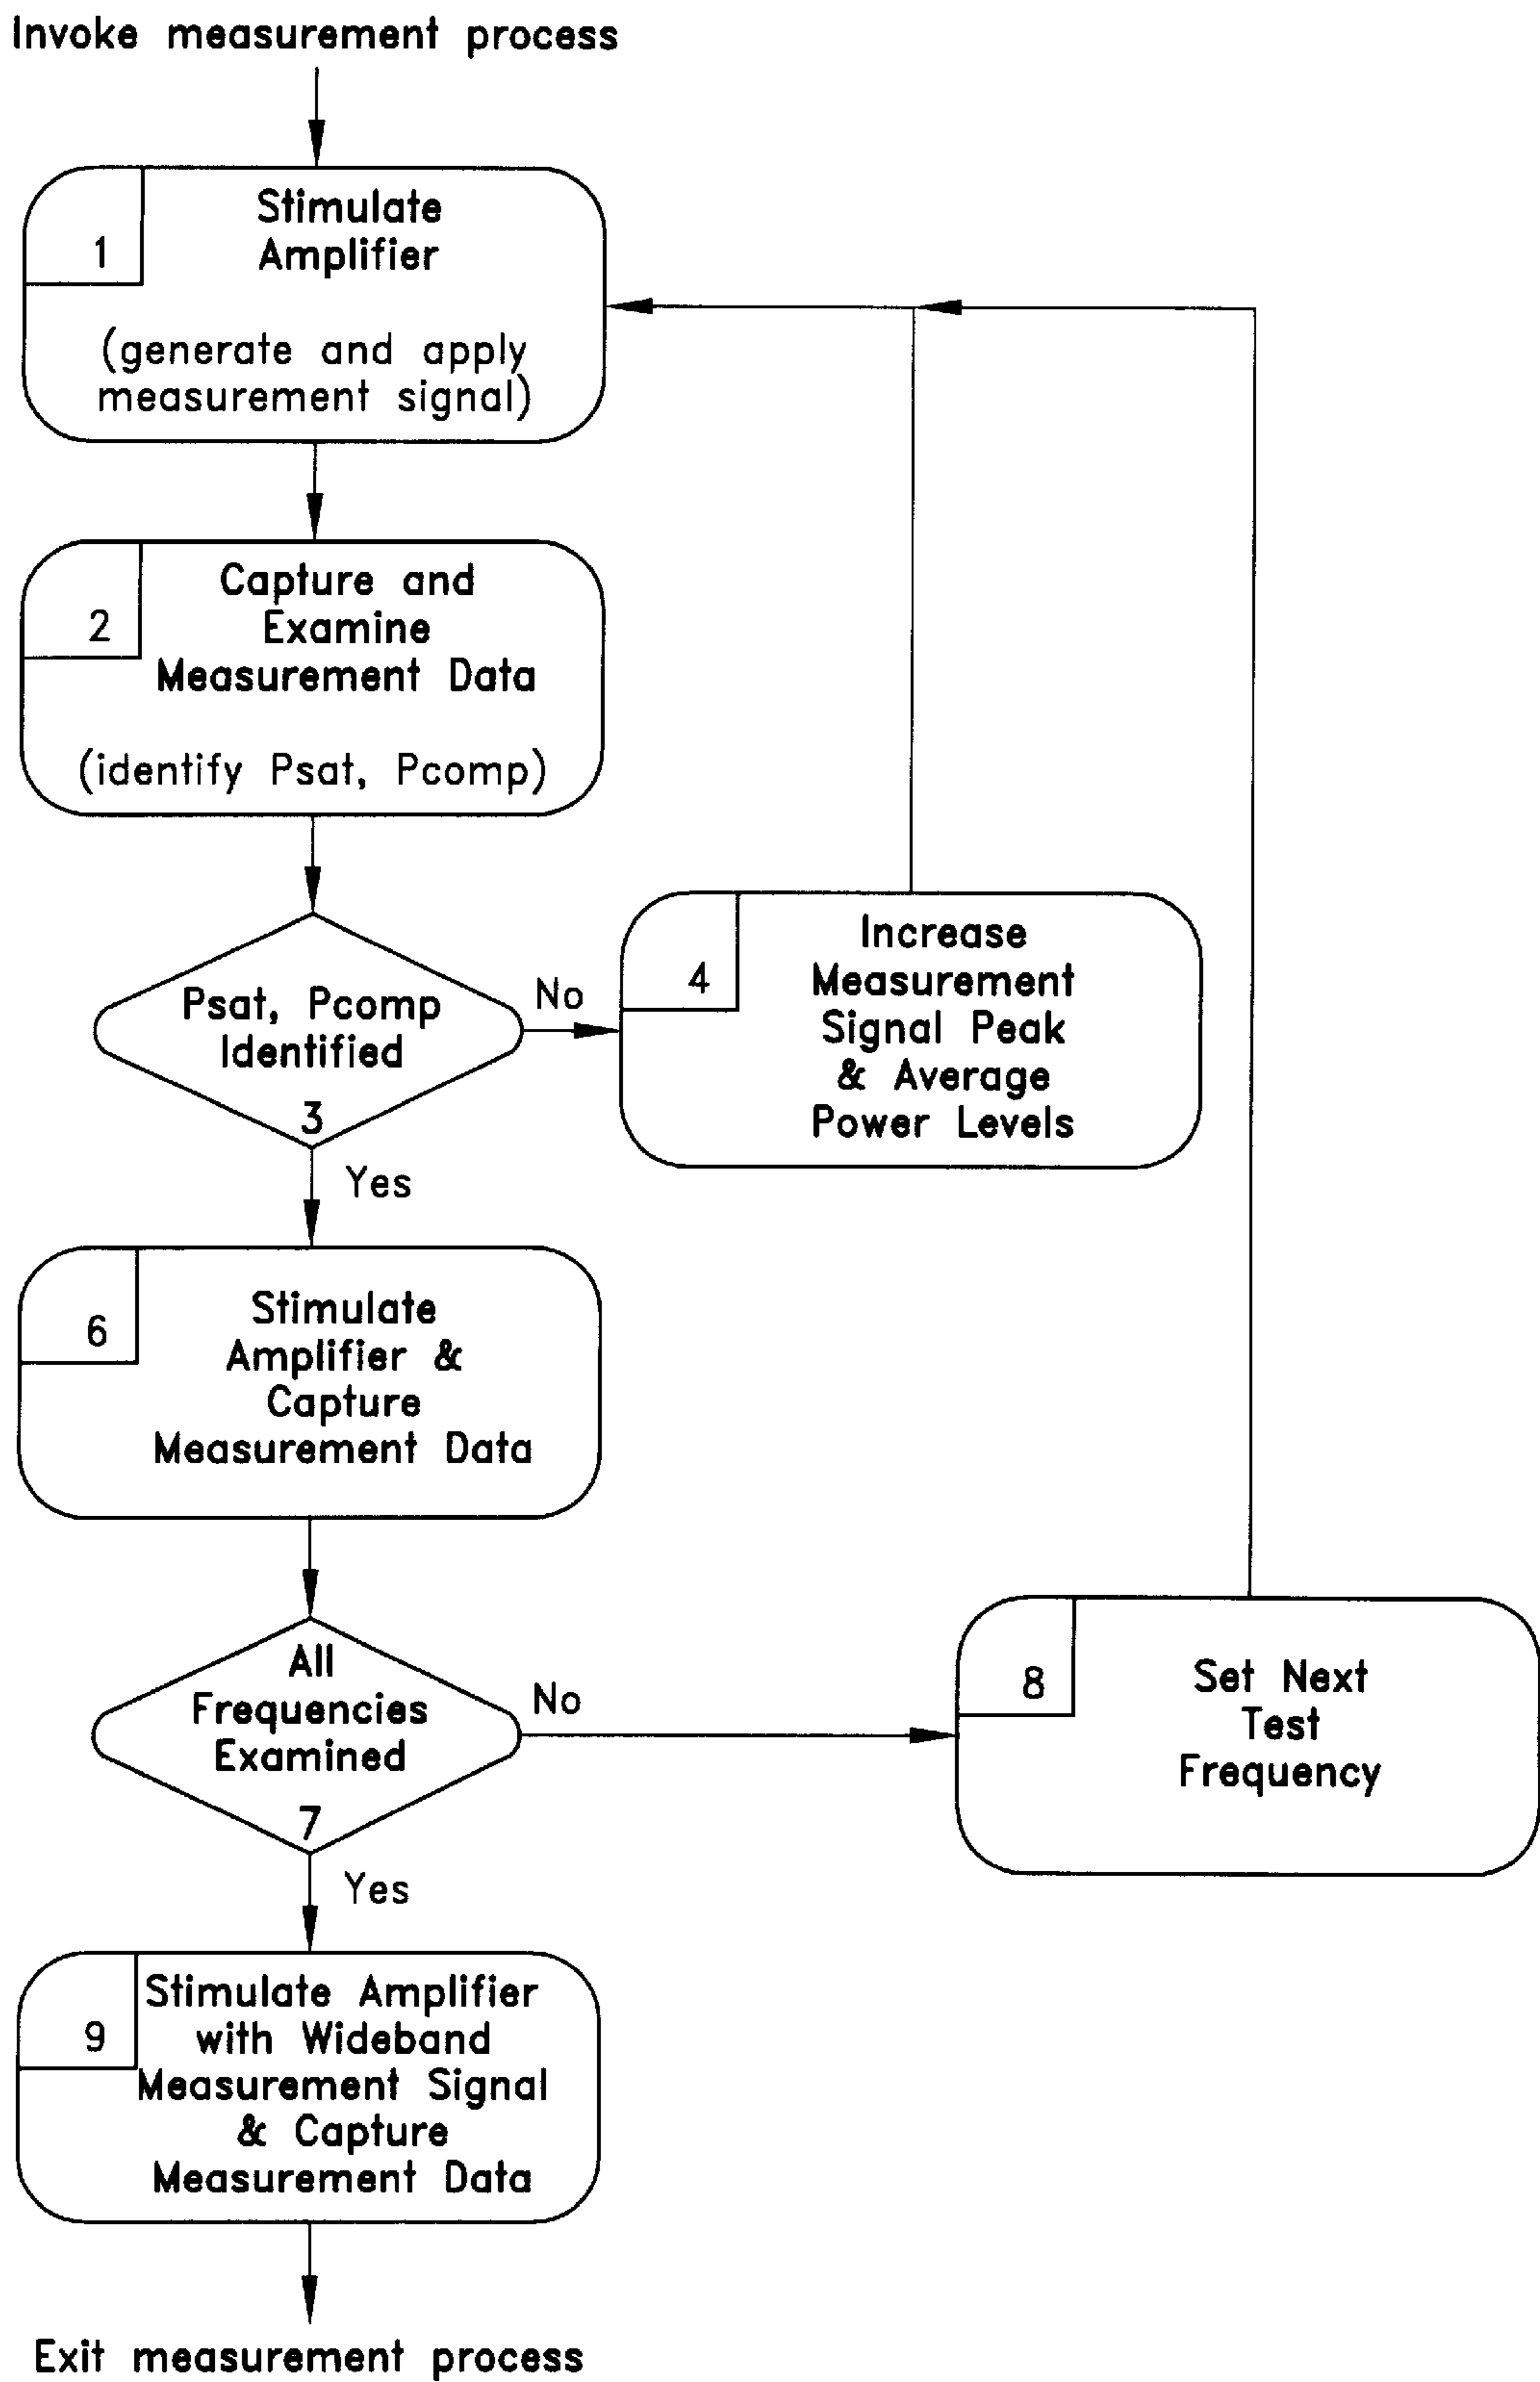 Invoke measurement process
1
Stimulate
Amplifier
(generate and apply
measurement signal)
2
Capture and
Examine
Measurement Data
(identify Psat, Pcomp)
Psat, Pcomp
Identified
3
No
Yes
4
Increase
Measurement
Signal Peak
& Average
Power Levels
6
Stimulate
Amplifier &
Capture
Measurement Data
All
Frequencies
Examined
7
No
Yes
8
Set Next
Test
Frequency
9
Stimulate Amplifier
with Wideband
Measurement Signal
& Capture
Measurement Data
Exit measurement process